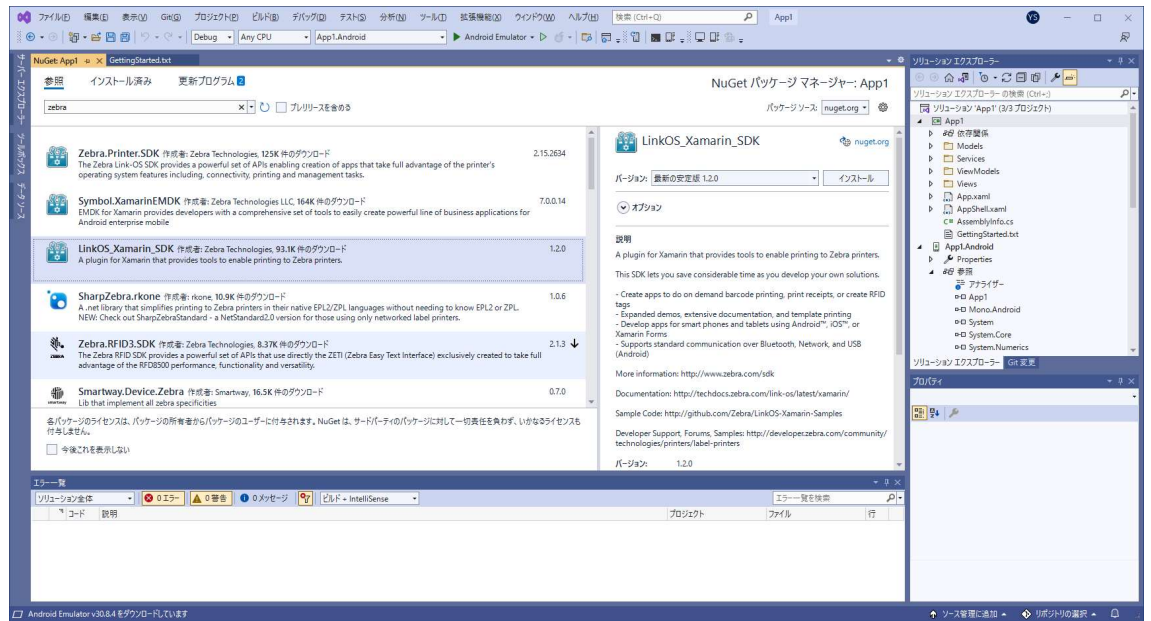 ファイル(F) 編集(E) 表示(V) Git(G) プロジェクト(P) ビルド(B) デバッグ(D) テスト(S) 分析(N) ツール(T) 拡張機能(X) ウィンドウ(W) ヘルプ(H) 検索 (Ctrl+Q) App1 YS
Debug Any CPU App1.Android Android Emulator
サーバー エクスプローラー
ツールボックス
データ ソース
NuGet: App1 GettingStarted.txt
参照 インストール済み 更新プログラム 2
NuGet パッケージ マネージャー: App1
zebra プレリリースを含める
パッケージ ソース: nuget.org
Zebra.Printer.SDK 作成者: Zebra Technologies, 125K 件のダウンロード 2.15.2634
The Zebra Link-OS SDK provides a powerful set of APIs enabling creation of apps that take full advantage of the printer's
operating system features including, connectivity, printing and management tasks.
Symbol.XamarinEMDK 作成者: Zebra Technologies LLC, 164K 件のダウンロード 7.0.0.14
EMDK for Xamarin provides developers with a comprehensive set of tools to easily create powerful line of business applications for
Android enterprise mobile
LinkOS_Xamarin_SDK 作成者: Zebra Technologies, 93.1K 件のダウンロード 1.2.0
A plugin for Xamarin that provides tools to enable printing to Zebra printers.
SharpZebra.rkone 作成者: rkone, 10.9K 件のダウンロード 1.0.6
A .net library that simplifies printing to Zebra printers in their native EPL2/ZPL languages without needing to know EPL2 or ZPL.
NEW: Check out SharpZebraStandard - a NetStandard2.0 version for those using only networked label printers.
Zebra.RFID3.SDK 作成者: Zebra Technologies, 8.37K 件のダウンロード 2.1.3
The Zebra RFID SDK provides a powerful set of APIs that use directly the ZETI (Zebra Easy Text Interface) exclusively created to take full
advantage of the RFD8500 performance, functionality and versatility.
Smartway.Device.Zebra 作成者: Smartway, 16.5K 件のダウンロード 0.7.0
Lib that implement all zebra specificities
各パッケージのライセンスは、パッケージの所有者からパッケージのユーザーに付与されます。NuGet は、サードパーティのパッケージに対して一切責任を負わず、いかなるライセンスも
付与しません。
今後これを表示しない
LinkOS_Xamarin_SDK nuget.org
バージョン: 最新の安定版 1.2.0 インストール
オプション
説明
A plugin for Xamarin that provides tools to enable printing to Zebra printers.
This SDK lets you save considerable time as you develop your own solutions.
- Create apps to do on demand barcode printing, print receipts, or create RFID
tags
- Expanded demos, extensive documentation, and template printing
- Develop apps for smart phones and tablets using Android™, iOS™, or
Xamarin Forms
- Supports standard communication over Bluetooth, Network, and USB
(Android)
More information: http://www.zebra.com/sdk
Documentation: http://techdocs.zebra.com/link-os/latest/xamarin/
Sample Code: http://github.com/Zebra/LinkOS-Xamarin-Samples
Developer Support, Forums, Samples: http://developer.zebra.com/community/
technologies/printers/label-printers
バージョン: 1.2.0
ソリューション エクスプローラー
ソリューション エクスプローラー の検索 (Ctrl+;)
ソリューション 'App1' (3/3 プロジェクト)
App1
依存関係
Models
Services
ViewModels
Views
App.xaml
AppShell.xaml
C# AssemblyInfo.cs
GettingStarted.txt
App1.Android
Properties
参照
アナライザー
App1
Mono.Android
System
System.Core
System.Numerics
ソリューション エクスプローラー Git 変更
プロパティ
エラー一覧
ソリューション全体 0 エラー 0 警告 0 メッセージ ビルド + IntelliSense エラー一覧を検索
コード 説明 プロジェクト ファイル 行
Android Emulator v30.8.4 をダウンロードしています ソース管理に追加 リポジトリの選択